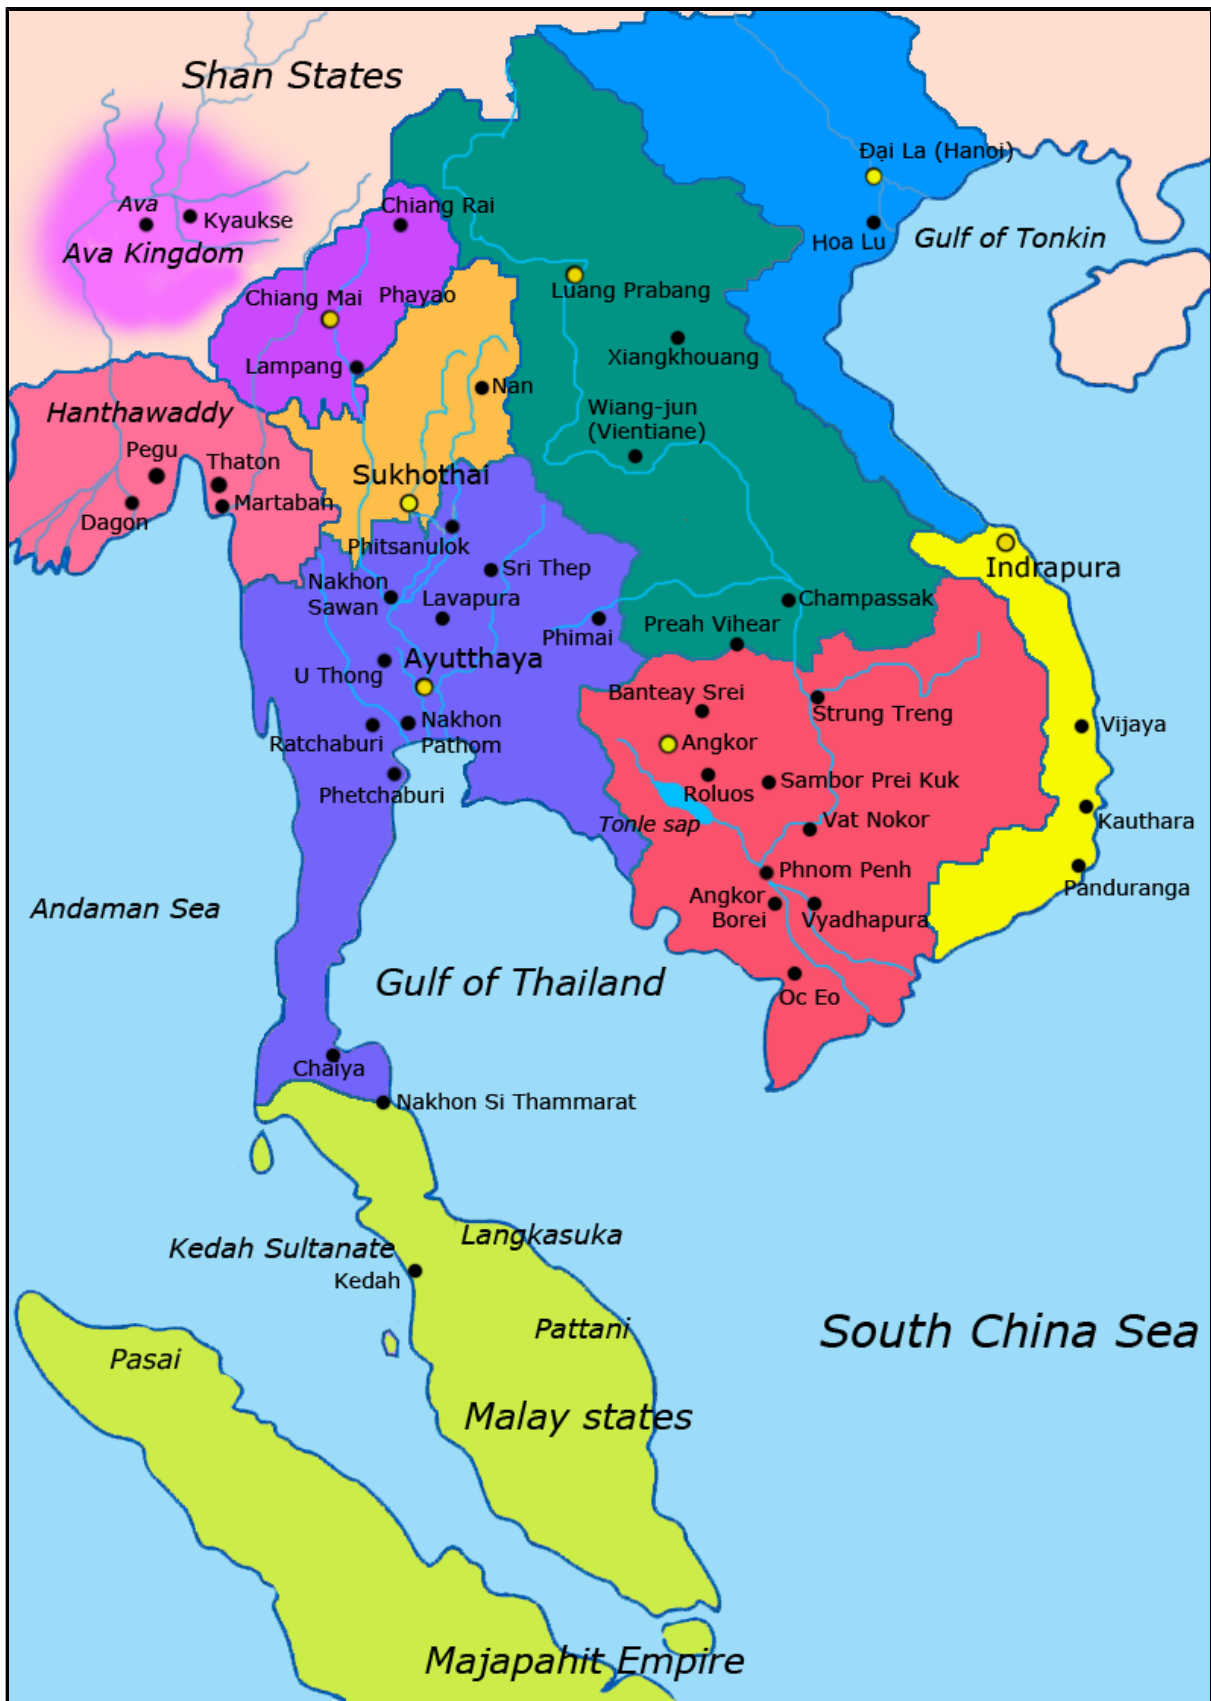 Shan States
Đại La (Hanoi)
Ava
Kyaukse
Chiang Rai
Ava Kingdom
Hoa Lu
Gulf of Tonkin
Chiang Mai
Phayao
Luang Prabang
Xiangkhouang
Lampang
Nan
Hanthawaddy
Wiang-jun
(Vientiane)
Pegu
Thaton
Sukhothai
Martaban
Dagon
Phitsanulok
Sri Thep
Indrapura
Nakhon
Sawan
Lavapura
Champassak
Phimai
Preah Vihear
U Thong
Ayutthaya
Banteay Srei
Strung Treng
Nakhon
Pathom
Ratchaburi
Angkor
Vijaya
Phetchaburi
Roluos
Sambor Prei Kuk
Tonle sap
Vat Nokor
Kauthara
Phnom Penh
Panduranga
Angkor
Borei
Vyadhapura
Andaman Sea
Gulf of Thailand
Oc Eo
Chaiya
Nakhon Si Thammarat
Langkasuka
Kedah Sultanate
Kedah
Pattani
South China Sea
Pasai
Malay states
Majapahit Empire